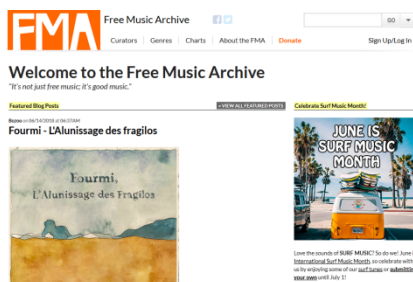 FMA
Free Music Archive
GO
Curators Genres Charts About the FMA Donate
Sign Up/Log In
Welcome to the Free Music Archive
"It's not just free music; it's good music."
Featured Blog Posts
VIEW ALL FEATURED POSTS
Bezoo on 06/14/2018 at 06:37AM
Fourmi - L'Alunissage des fragilos
Fourmi,
L'Alunissage des Fragilos
Celebrate Surf Music Month!
JUNE IS
SURF MUSIC
MONTH
Love the sounds of SURF MUSIC? So do we! June i
International Surf Music Month, so celebrate with
us by enjoying some of our surf tunes or submittin
your own until July 1!